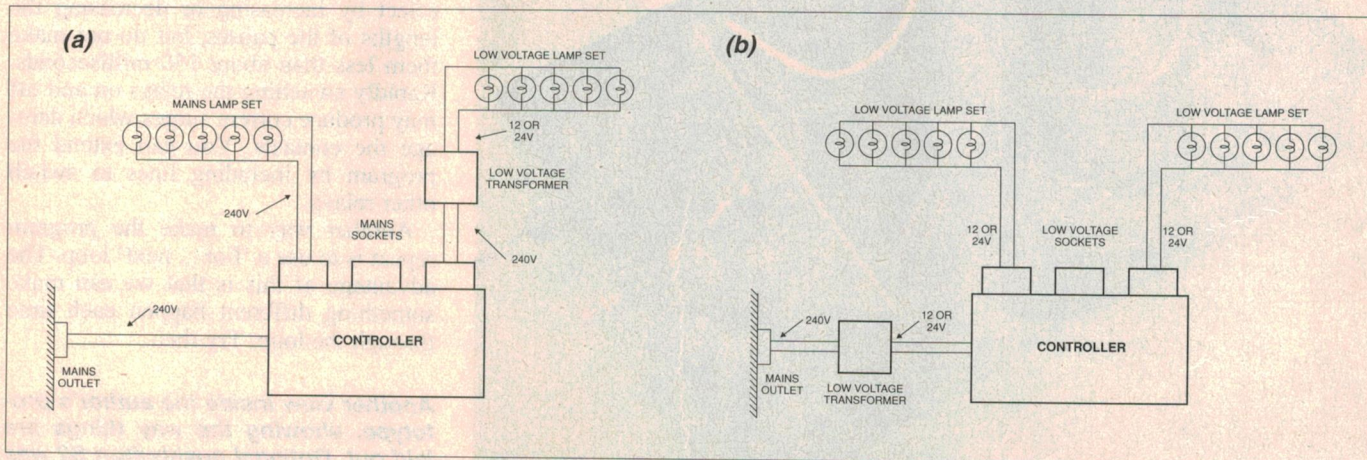 (a)
LOW VOLTAGE LAMP SET
MAINS LAMP SET
12 OR
24V
LOW VOLTAGE
TRANSFORMER
240V
MAINS
SOCKETS
240V
240V
CONTROLLER
MAINS
OUTLET
(b)
LOW VOLTAGE LAMP SET
LOW VOLTAGE LAMP SET
12 OR
24V
LOW VOLTAGE
SOCKETS
12 OR
24V
240V
12 OR
24V
CONTROLLER
MAINS
OUTLET
LOW VOLTAGE
TRANSFORMER